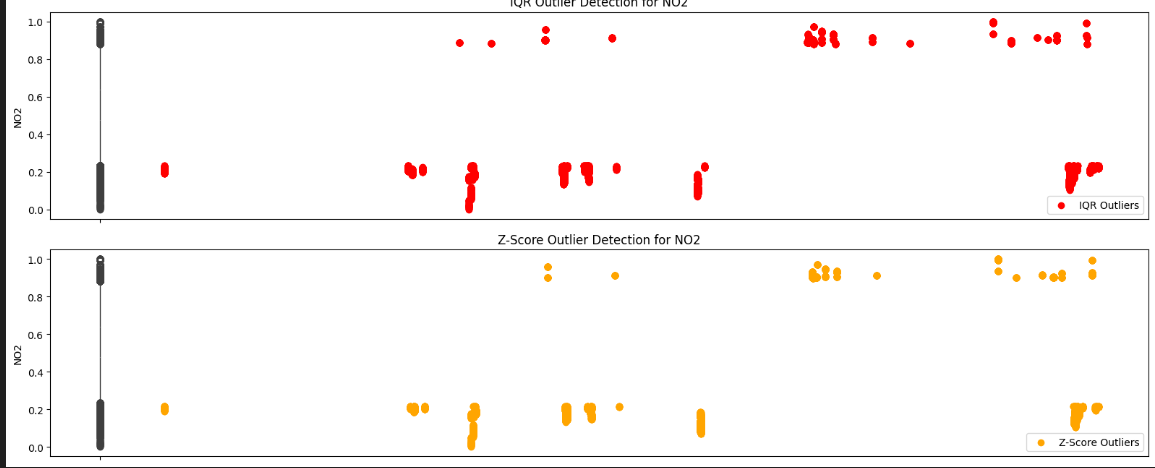 IQR Outlier Detection for NO2
1.0
0.8
0.6
0.4
0.2
0.0
NO2
IQR Outliers
Z-Score Outlier Detection for NO2
1.0
0.8
0.6
0.4
0.2
0.0
NO2
Z-Score Outliers